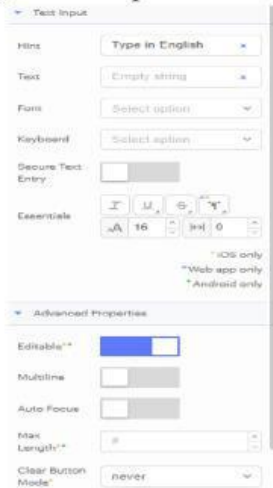 Text Input
Hint Type in English
Text Empty string
Font Select option
Keyboard Select option
Secure Text
Entry
Essentials I U S ¶
A 16 0
*iOS only
*Web app only
*Android only
Advanced Properties
Editable**
Multiline
Auto Focus
Max
Length**
Clear Button
Mode* never